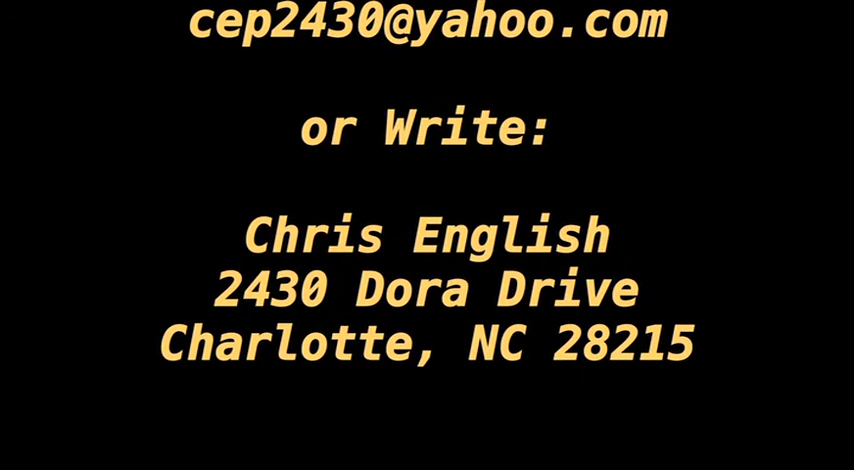 cep2430@yahoo.com
or Write:
Chris English
2430 Dora Drive
Charlotte, NC 28215